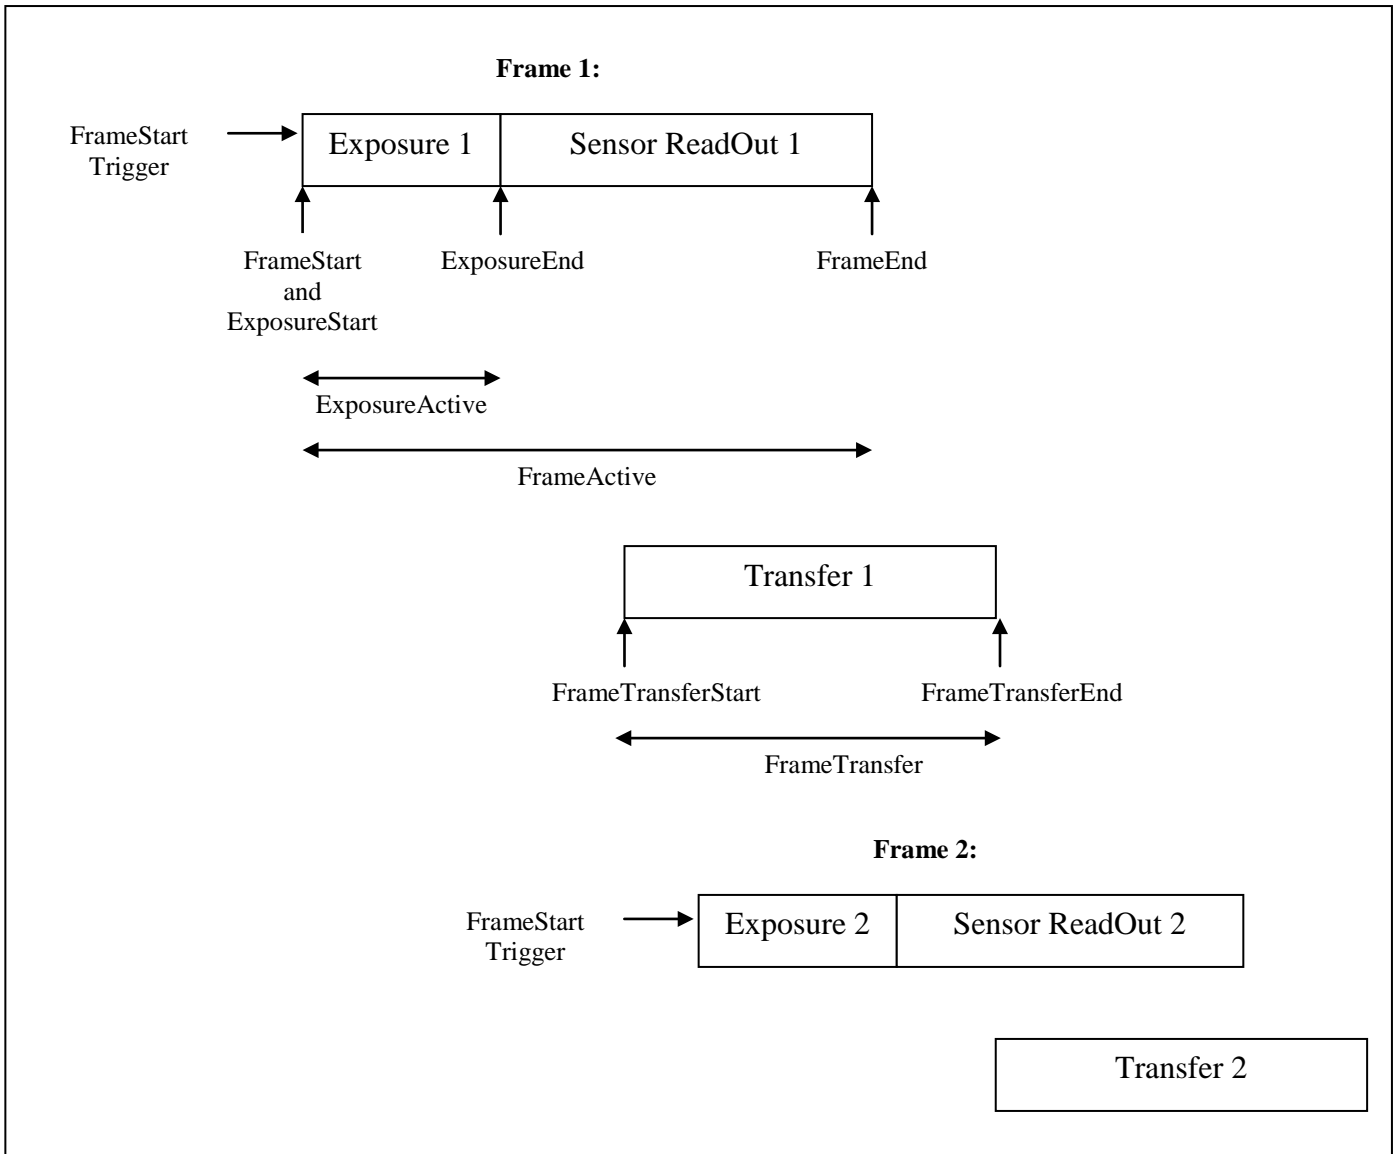 Frame 1:
FrameStart
Trigger
Exposure 1
Sensor ReadOut 1
FrameStart
and
ExposureStart
ExposureEnd
FrameEnd
ExposureActive
FrameActive
Transfer 1
FrameTransferStart
FrameTransferEnd
FrameTransfer
Frame 2:
FrameStart
Trigger
Exposure 2
Sensor ReadOut 2
Transfer 2